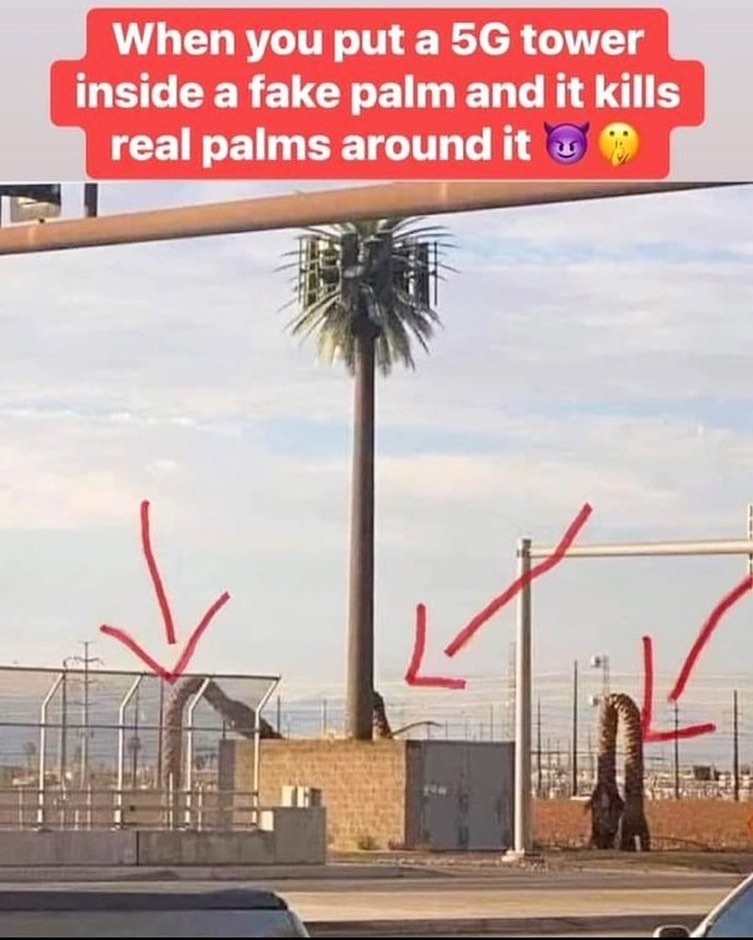 When you put a 5G tower
inside a fake palm and it kills
real palms around it 😈 🤫